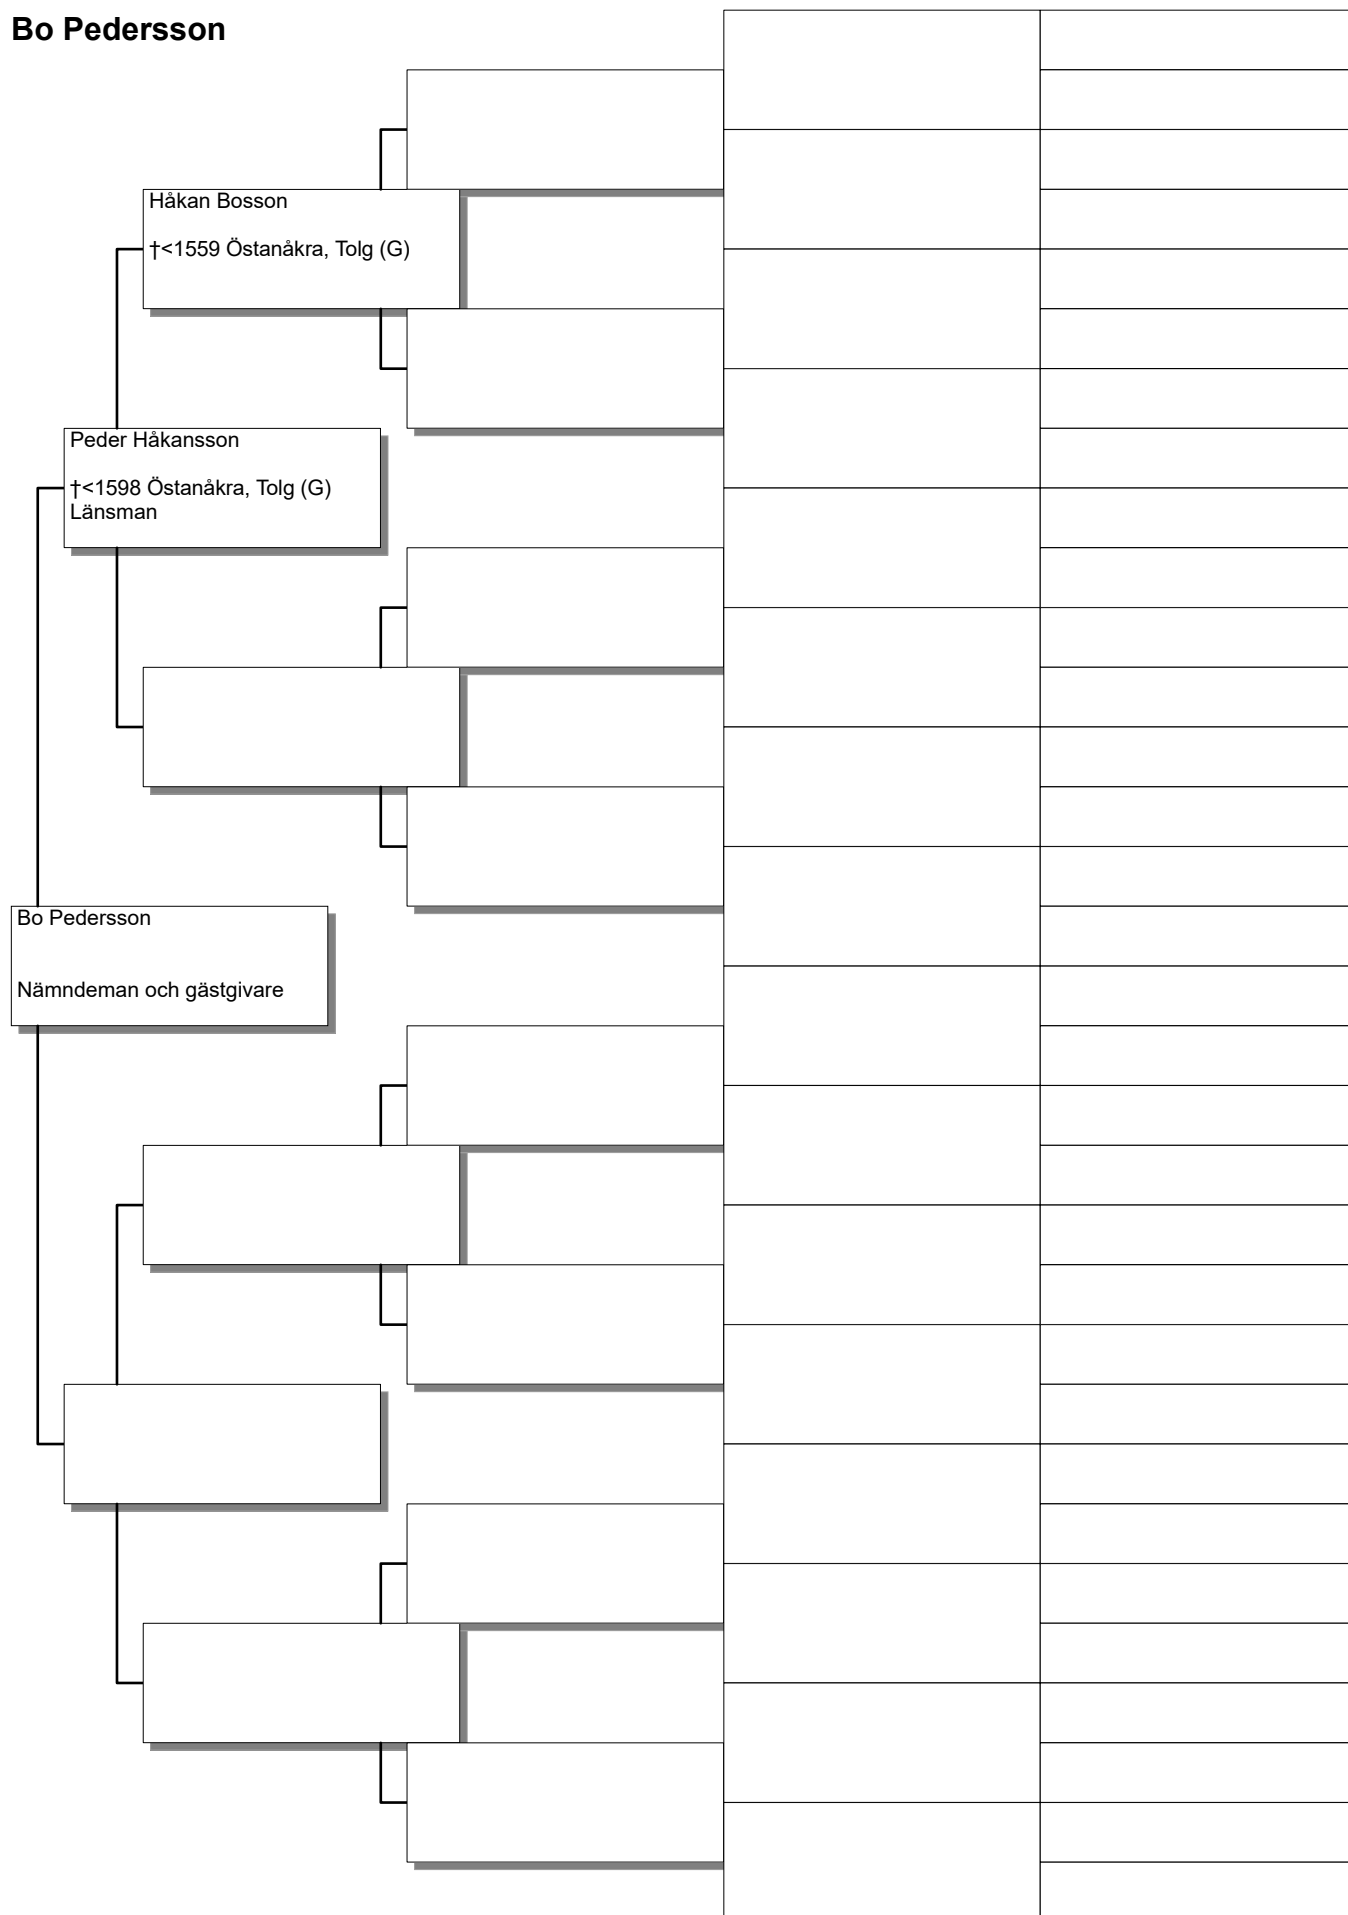 Bo Pedersson
Håkan Bosson
†<1559 Östanåkra, Tolg (G)
Peder Håkansson
†<1598 Östanåkra, Tolg (G)
Länsman
Bo Pedersson
Nämndeman och gästgivare